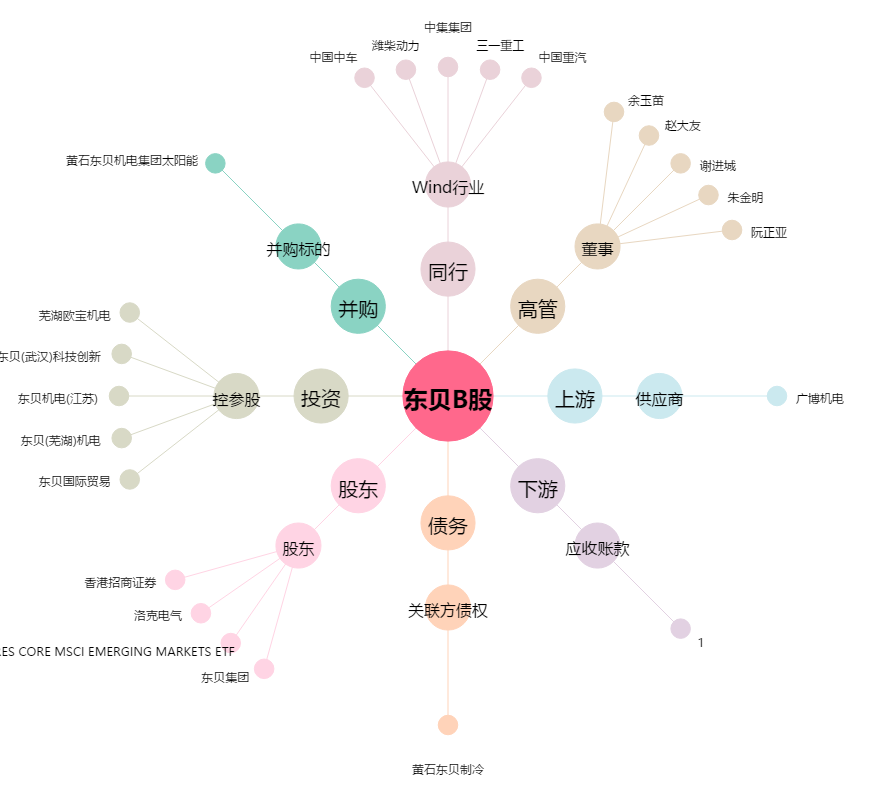 中集集团
潍柴动力
三一重工
中国中车
中国重汽
Wind行业
同行
余玉苗
赵大友
谢进城
朱金明
阮正亚
董事
高管
黄石东贝机电集团太阳能
并购标的
并购
芜湖欧宝机电
东贝(武汉)科技创新
东贝机电(江苏)
东贝(芜湖)机电
东贝国际贸易
控参股
投资
东贝B股
上游
供应商
广博机电
股东
股东
香港招商证券
洛克电气
RES CORE MSCI EMERGING MARKETS ETF
东贝集团
债务
关联方债权
黄石东贝制冷
下游
应收账款
1